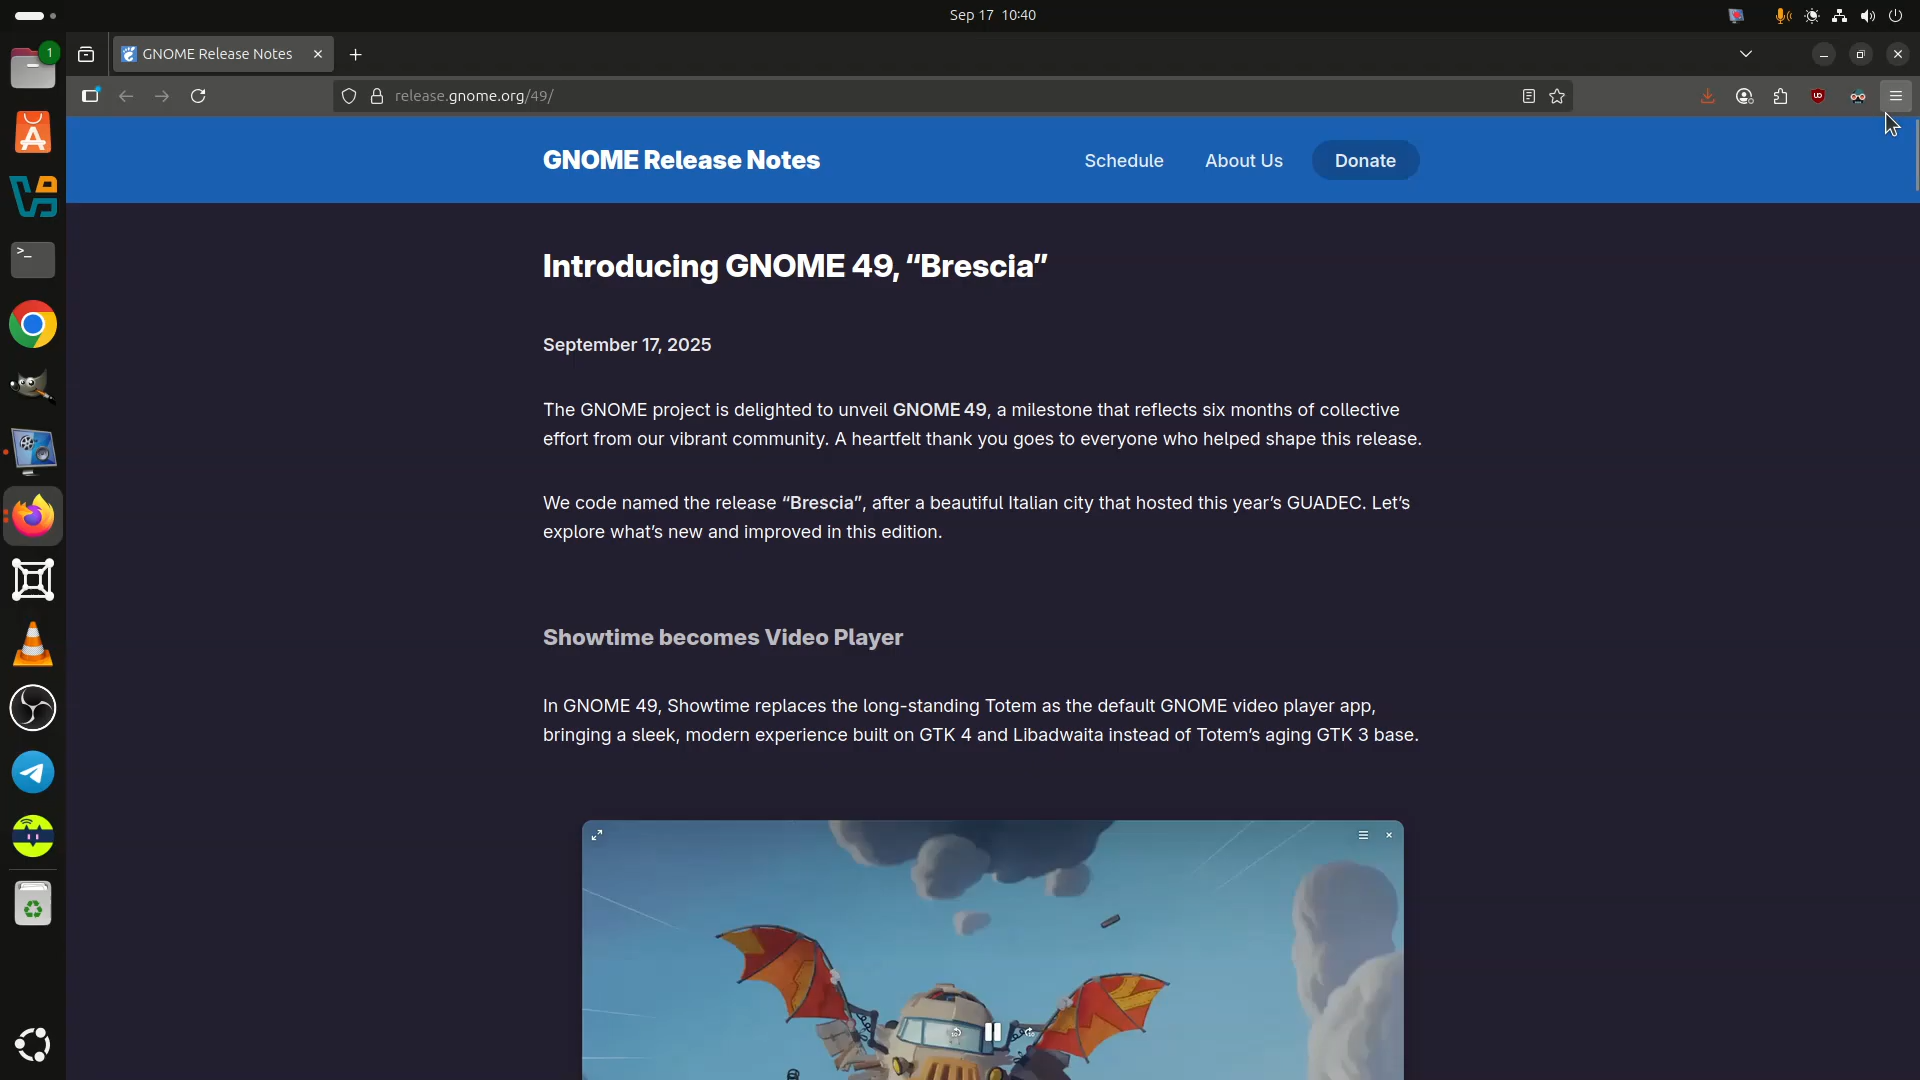 Sep 17 10:40
1
GNOME Release Notes
release.gnome.org/49/
GNOME Release Notes
Schedule
About Us
Donate
Introducing GNOME 49, “Brescia”
September 17, 2025
The GNOME project is delighted to unveil GNOME 49, a milestone that reflects six months of collective
effort from our vibrant community. A heartfelt thank you goes to everyone who helped shape this release.
We code named the release “Brescia”, after a beautiful Italian city that hosted this year’s GUADEC. Let’s
explore what’s new and improved in this edition.
Showtime becomes Video Player
In GNOME 49, Showtime replaces the long-standing Totem as the default GNOME video player app,
bringing a sleek, modern experience built on GTK 4 and Libadwaita instead of Totem’s aging GTK 3 base.